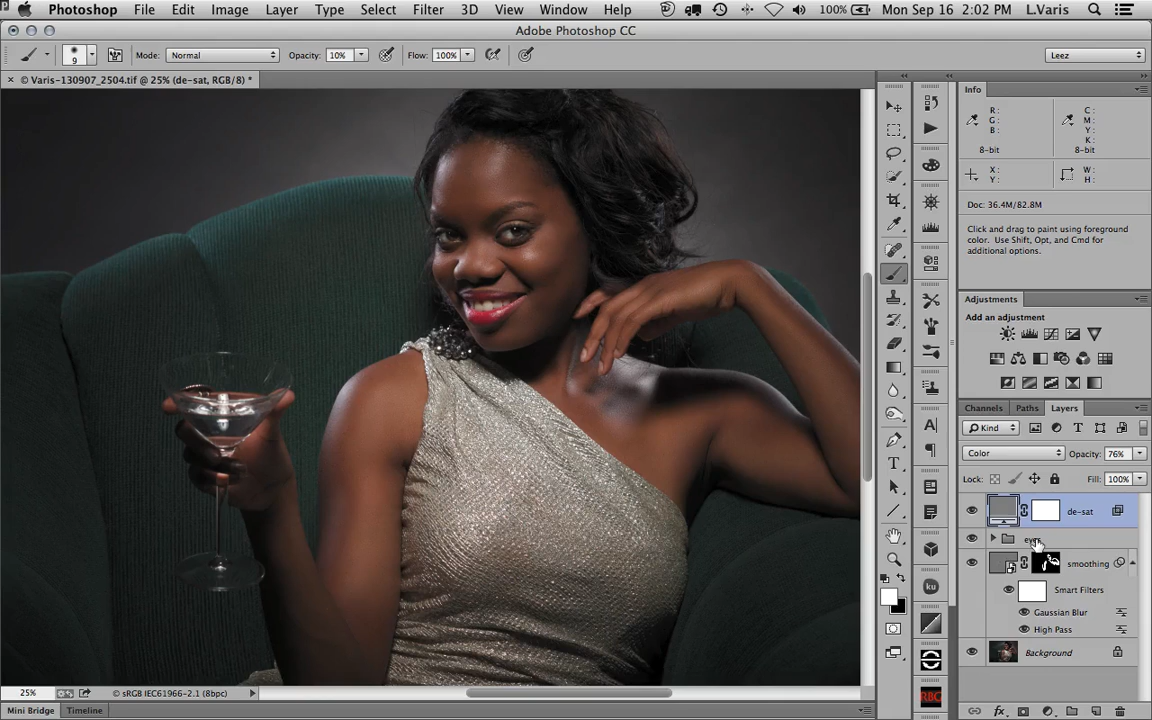 Photoshop File Edit Image Layer Type Select Filter 3D View Window Help 100% Mon Sep 16 2:02 PM L.Varis
Adobe Photoshop CC
9 Mode: Normal Opacity: 10% Flow: 100% Leez
× © Varis-130907_2504.tif @ 25% (de-sat, RGB/8) *
Info
R: C:
G: M:
B: Y:
K:
8-bit 8-bit
X: W:
Y: H:
Doc: 36.4M/82.8M
Click and drag to paint using foreground
color. Use Shift, Opt, and Cmd for
additional options.
Adjustments
Add an adjustment
Channels Paths Layers
Kind
Color Opacity: 76%
Lock: Fill: 100%
de-sat
smoothing
Smart Filters
Gaussian Blur
High Pass
Background
A
T
ku
RBG
fx
25% © sRGB IEC61966-2.1 (8bpc)
Mini Bridge Timeline